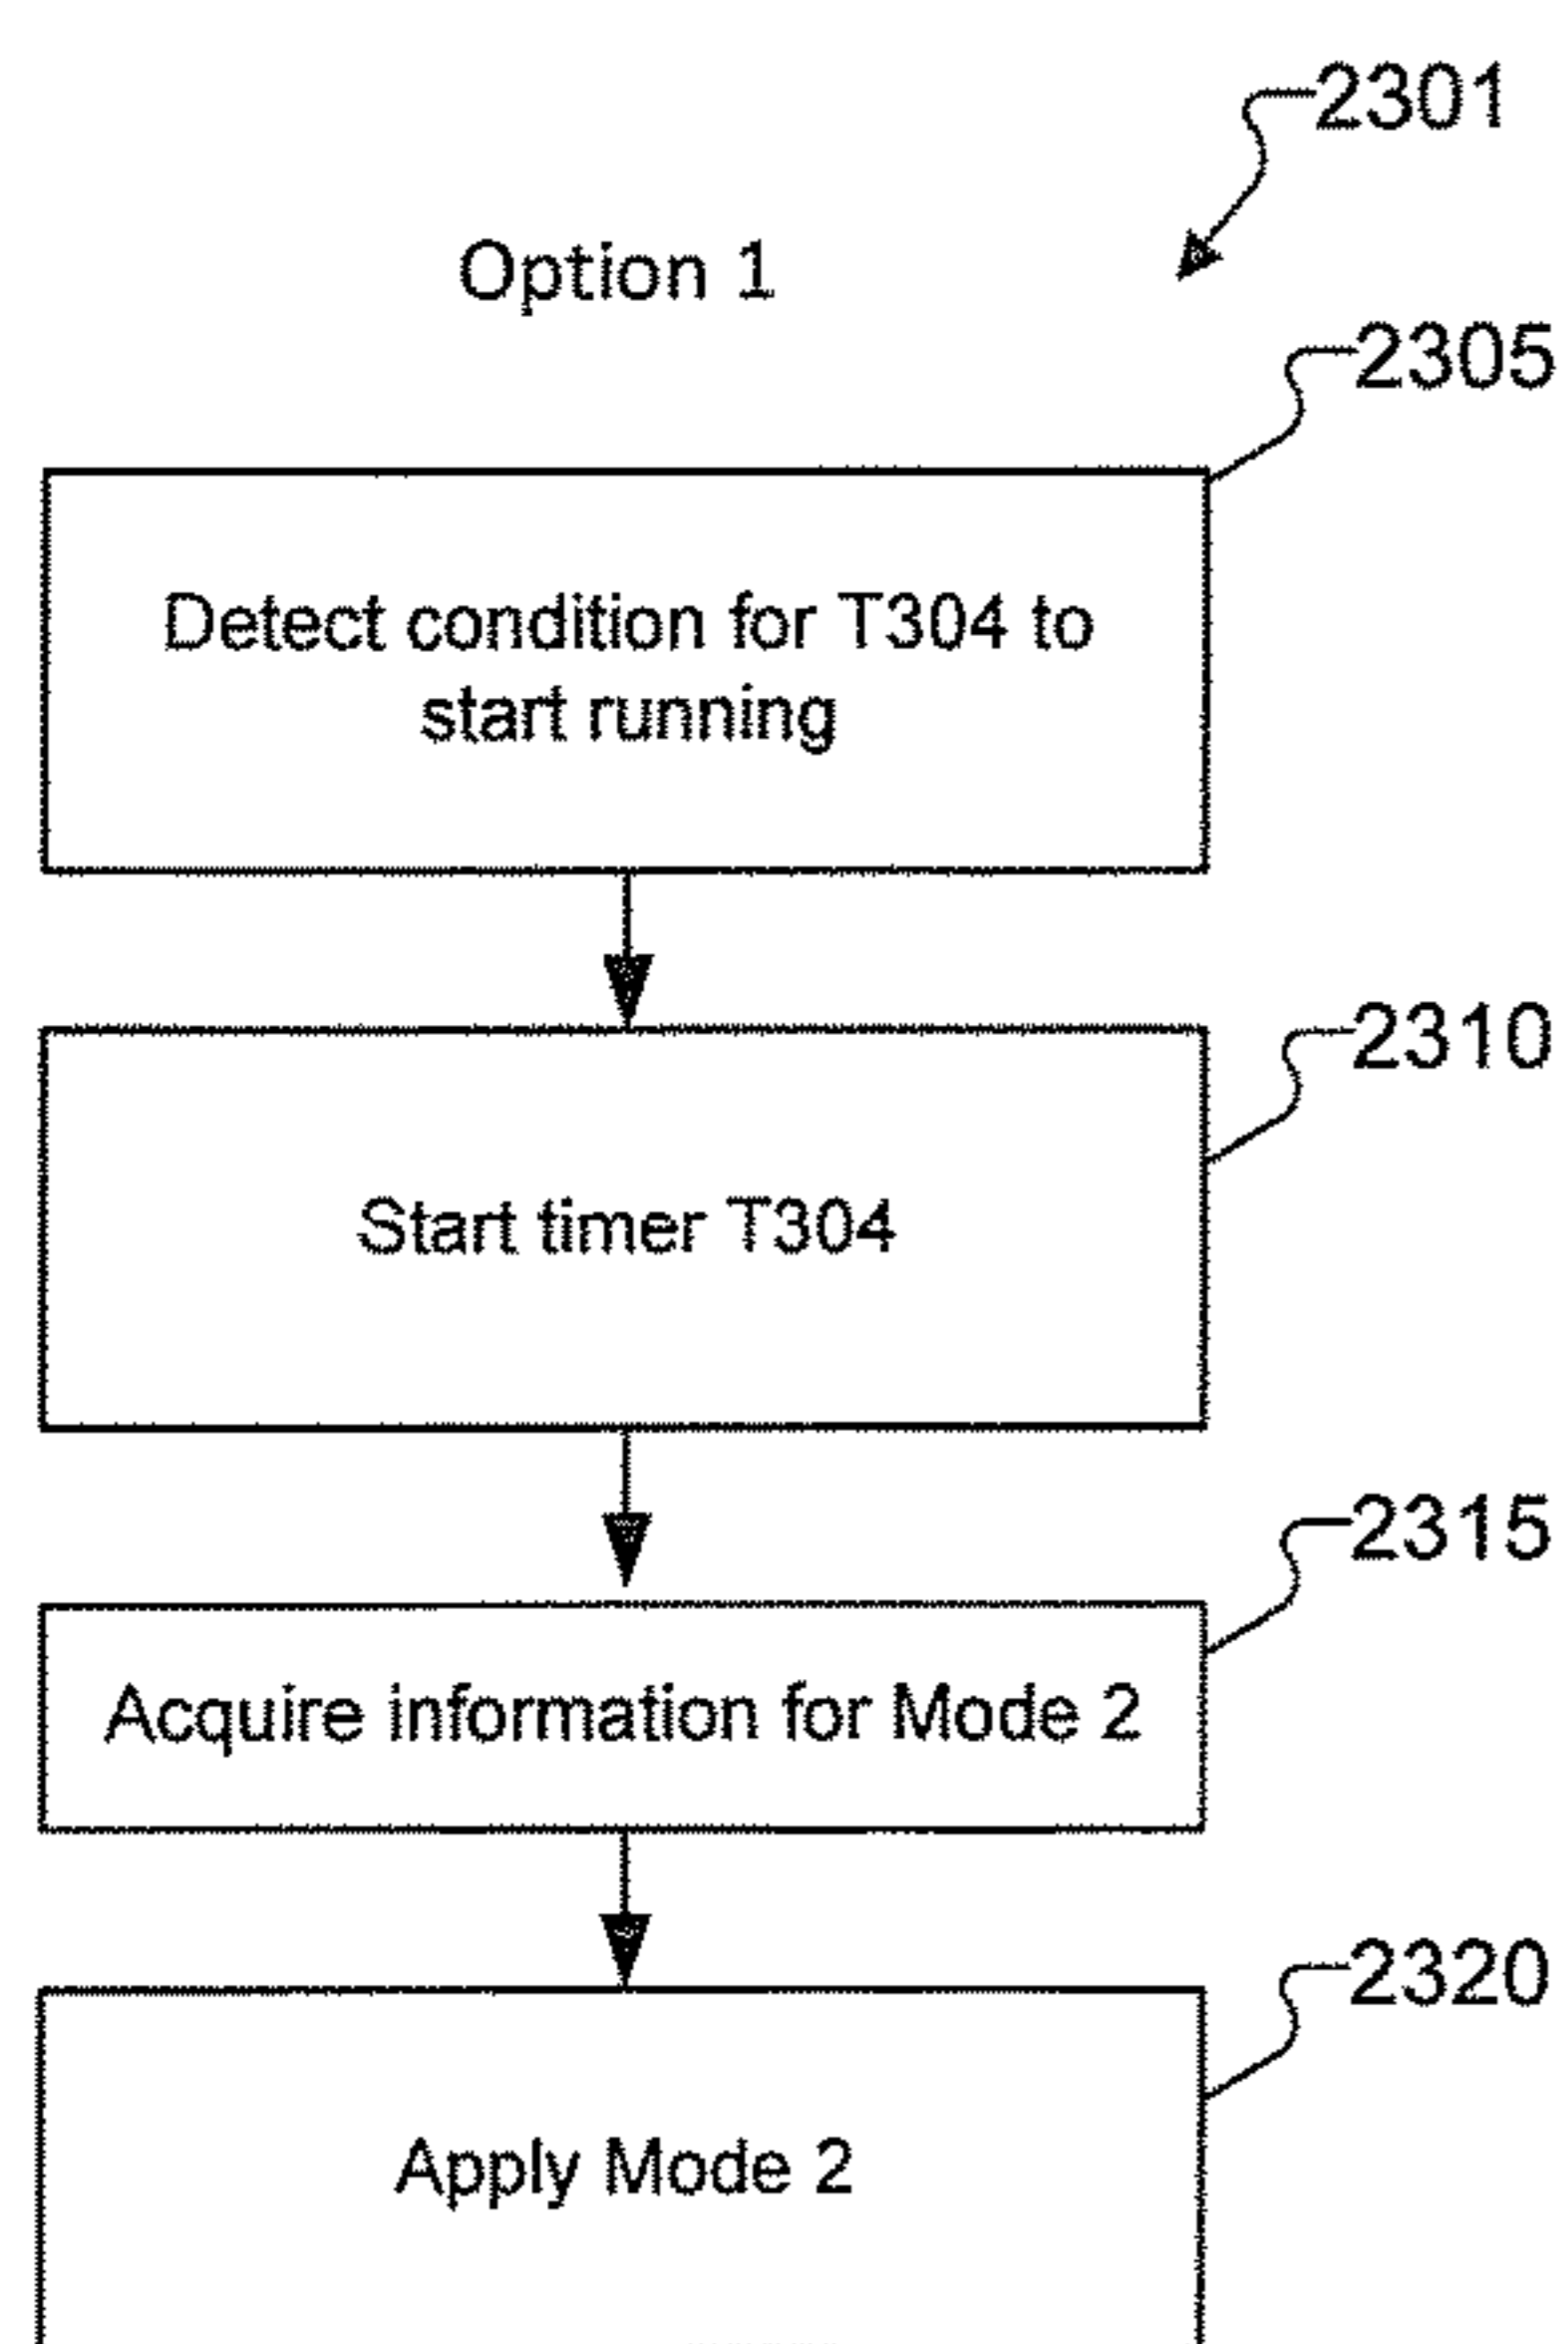 2301
Option 1
2305
Detect condition for T304 to
start running
2310
Start timer T304
2315
Acquire information for Mode 2
2320
Apply Mode 2